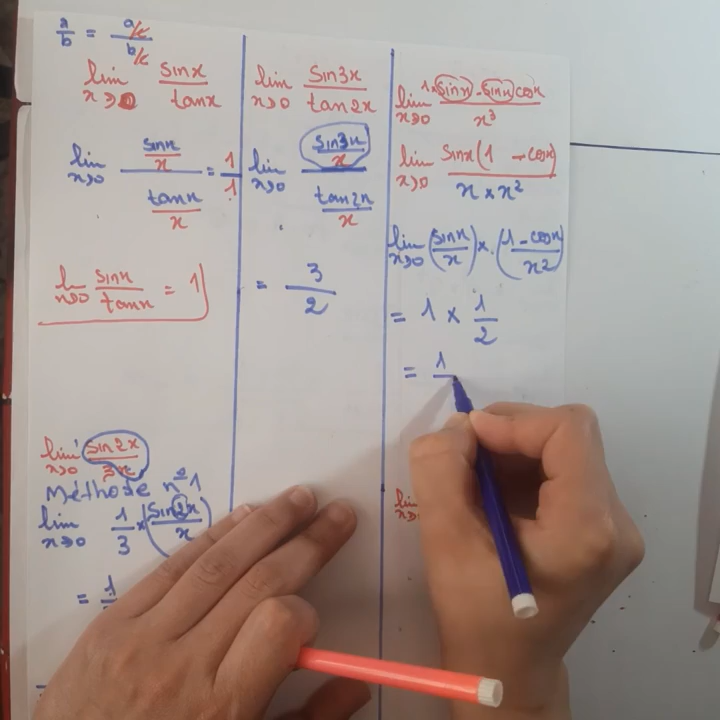 a/b = (a/c)/(b/c)
lim x→0 sinx/tanx
lim x→0 (sinx/x)/(tanx/x) = 1/1
lim x→0 sinx/tanx = 1
lim x→0 sin2x/3x
Méthode n°1
lim x→0 1/3 × (sin2x/x)
= 1
lim x→0 sin3x/tan2x
lim x→0 (sin3x/x)/(tan2x/x)
= 3/2
lim x→0 (1×sinx - sinx cosx)/x³
lim x→0 sinx(1 - cosx)/(x × x²)
lim x→0 (sinx/x) × (1 - cosx/x²)
= 1 × 1/2
= 1
lim